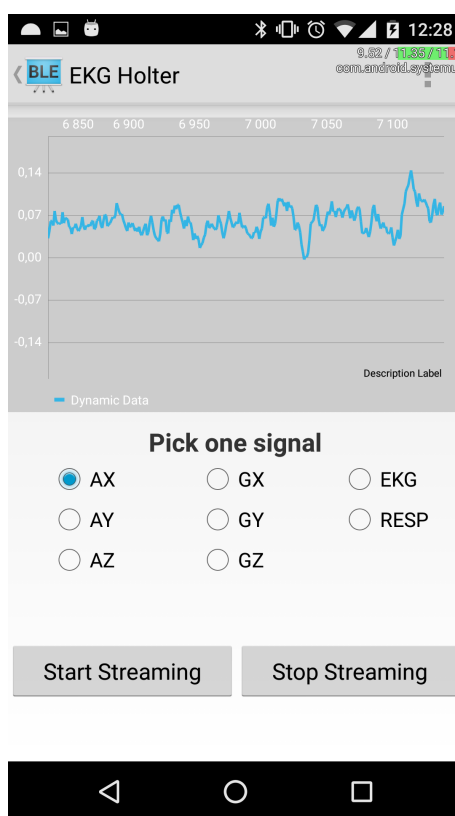 12:28
9.52 / 11.35 / 11.
com.android.systemu
BLE EKG Holter
6 850 6 900 6 950 7 000 7 050 7 100
0,14
0,07
0,00
-0,07
-0,14
Description Label
Dynamic Data
Pick one signal
AX GX EKG
AY GY RESP
AZ GZ
Start Streaming Stop Streaming